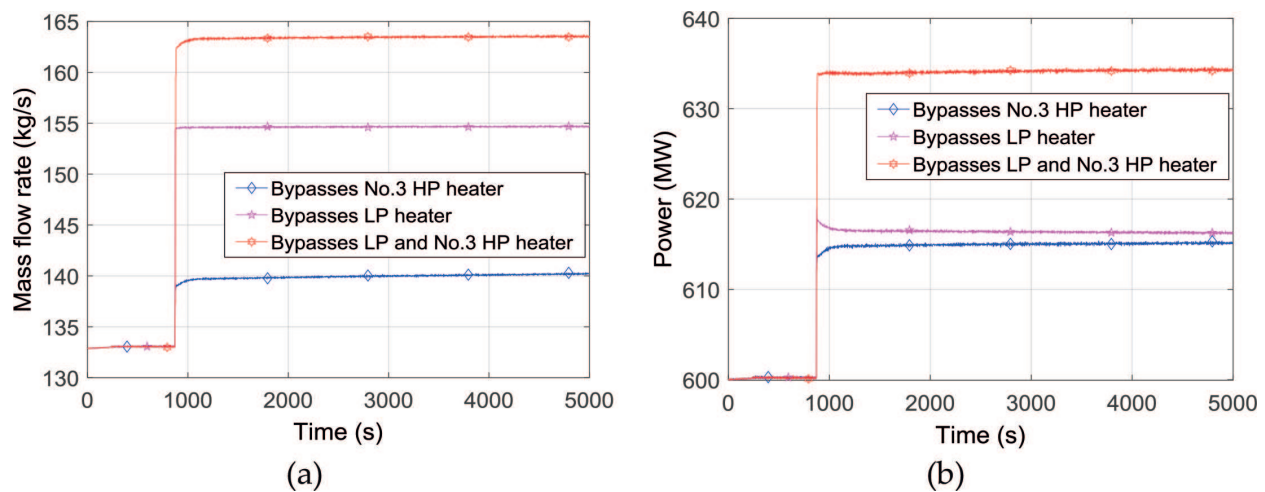 165
160
155
150
145
140
135
130
Mass flow rate (kg/s)
Bypasses No.3 HP heater
Bypasses LP heater
Bypasses LP and No.3 HP heater
0 1000 2000 3000 4000 5000
Time (s)
(a)
640
630
620
610
600
Power (MW)
Bypasses No.3 HP heater
Bypasses LP heater
Bypasses LP and No.3 HP heater
0 1000 2000 3000 4000 5000
Time (s)
(b)